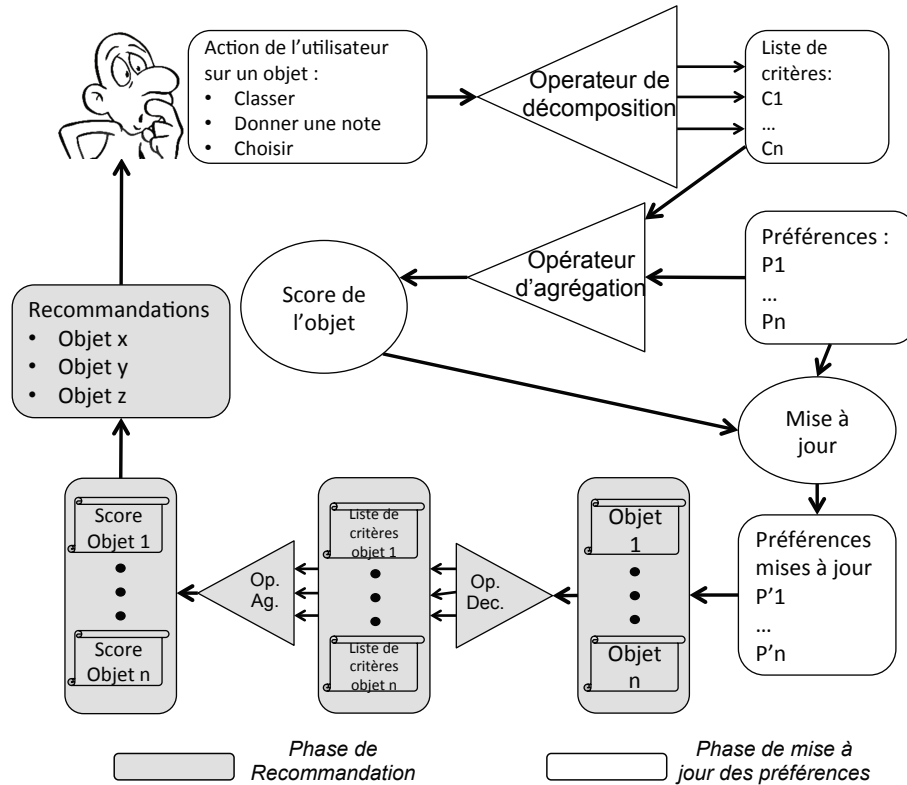 Action de l'utilisateur
sur un objet :
• Classer
• Donner une note
• Choisir
Operateur de
décomposition
Liste de
critères:
C1
…
Cn
Préférences :
P1
…
Pn
Opérateur
d'agrégation
Score de
l'objet
Recommandations
• Objet x
• Objet y
• Objet z
Mise à
jour
Préférences
mises à jour
P'1
…
P'n
Objet
1
Objet
n
Op.
Dec.
Liste de
critères
objet 1
Liste de
critères
objet n
Op.
Ag.
Score
Objet 1
Score
Objet n
Phase de
Recommandation
Phase de mise à
jour des préférences